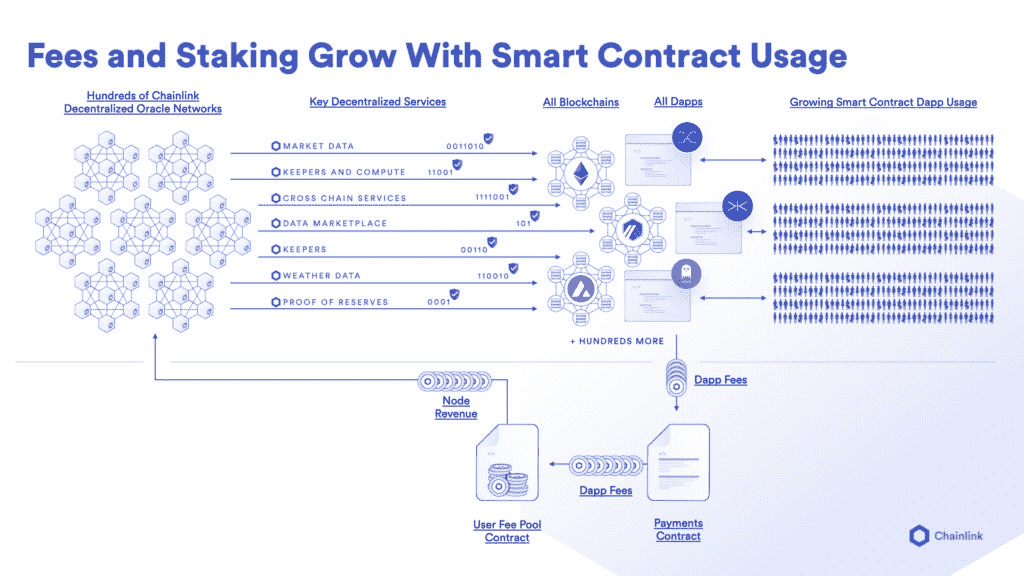 Fees and Staking Grow With Smart Contract Usage
Hundreds of Chainlink
Decentralized Oracle Networks
Key Decentralized Services
All Blockchains
All Dapps
Growing Smart Contract Dapp Usage
MARKET DATA 0011010
KEEPERS AND COMPUTE 11001
CROSS CHAIN SERVICES 1111001
DATA MARKETPLACE 101
KEEPERS 00110
WEATHER DATA 110010
PROOF OF RESERVES 0001
+ HUNDREDS MORE
Node
Revenue
Dapp Fees
Dapp Fees
User Fee Pool
Contract
Payments
Contract
Chainlink